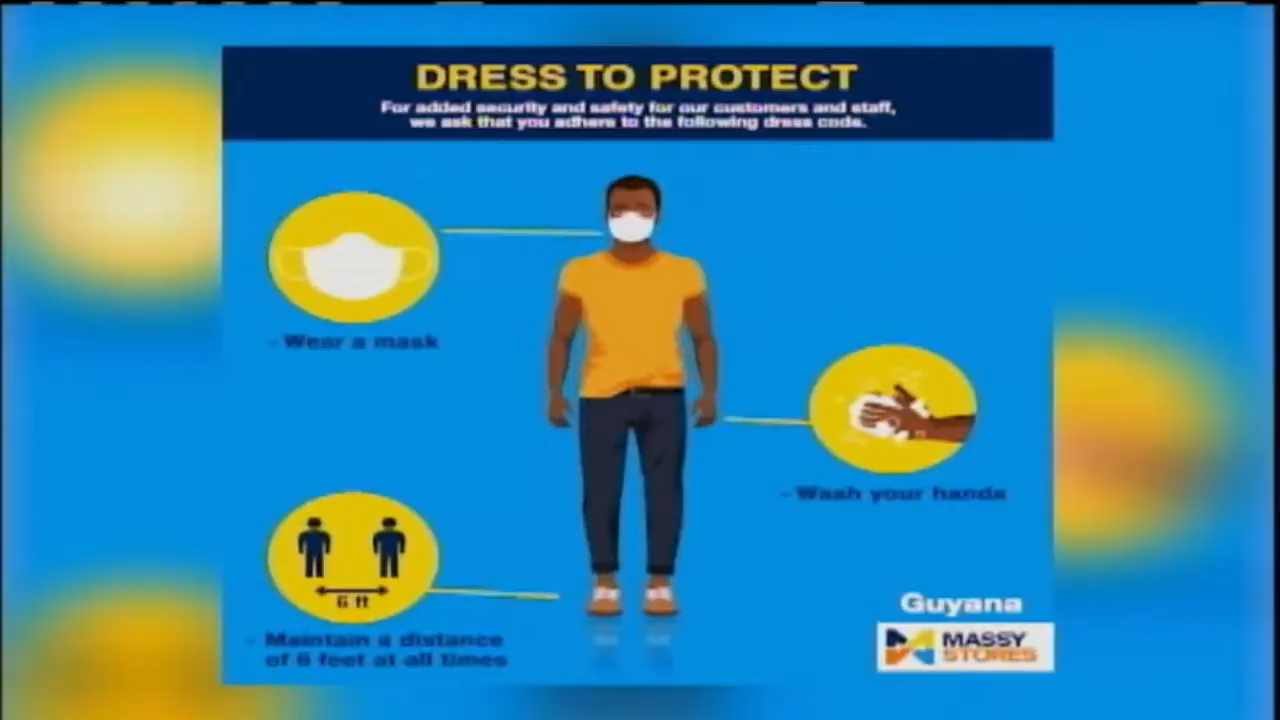 DRESS TO PROTECT
For added security and safety for our customers and staff,
we ask that you adhere to the following dress code.
- Wear a mask
- Wash your hands
6 ft
- Maintain a distance
of 6 feet at all times
Guyana
MASSY
STORES